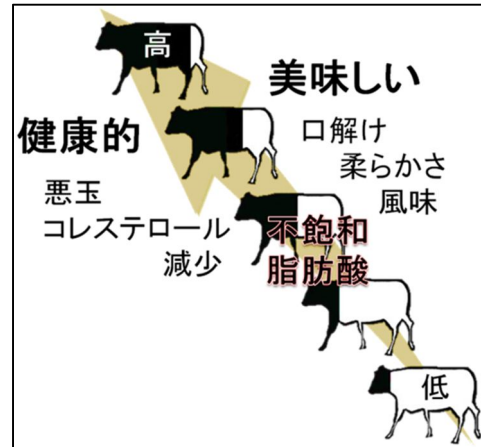 高
美味しい
健康的
口解け
柔らかさ
風味
悪玉
コレステロール
減少
不飽和
脂肪酸
低